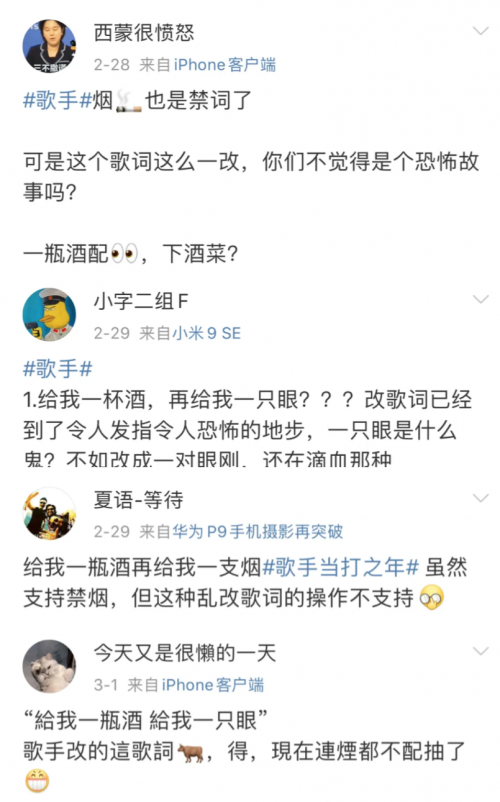 西蒙很愤怒
2-28 来自iPhone客户端
#歌手#烟🚬也是禁词了
可是这个歌词这么一改，你们不觉得是个恐怖故
事吗？
一瓶酒配👀，下酒菜？
小字二组F
2-29 来自小米9 SE
#歌手#
1.给我一杯酒，再给我一只眼？？？改歌词已经
到了令人发指令人恐怖的地步，一只眼是什么
鬼？不如改成一对眼刚，还在滴血那种
夏语-等待
2-29 来自华为P9手机摄影再突破
给我一瓶酒再给我一支烟#歌手当打之年# 虽然
支持禁烟，但这种乱改歌词的操作不支持
今天又是很懒的一天
3-1 来自iPhone客户端
“給我一瓶酒 給我一只眼”
歌手改的這歌詞🐂，得，現在連煙都不配抽了
😁